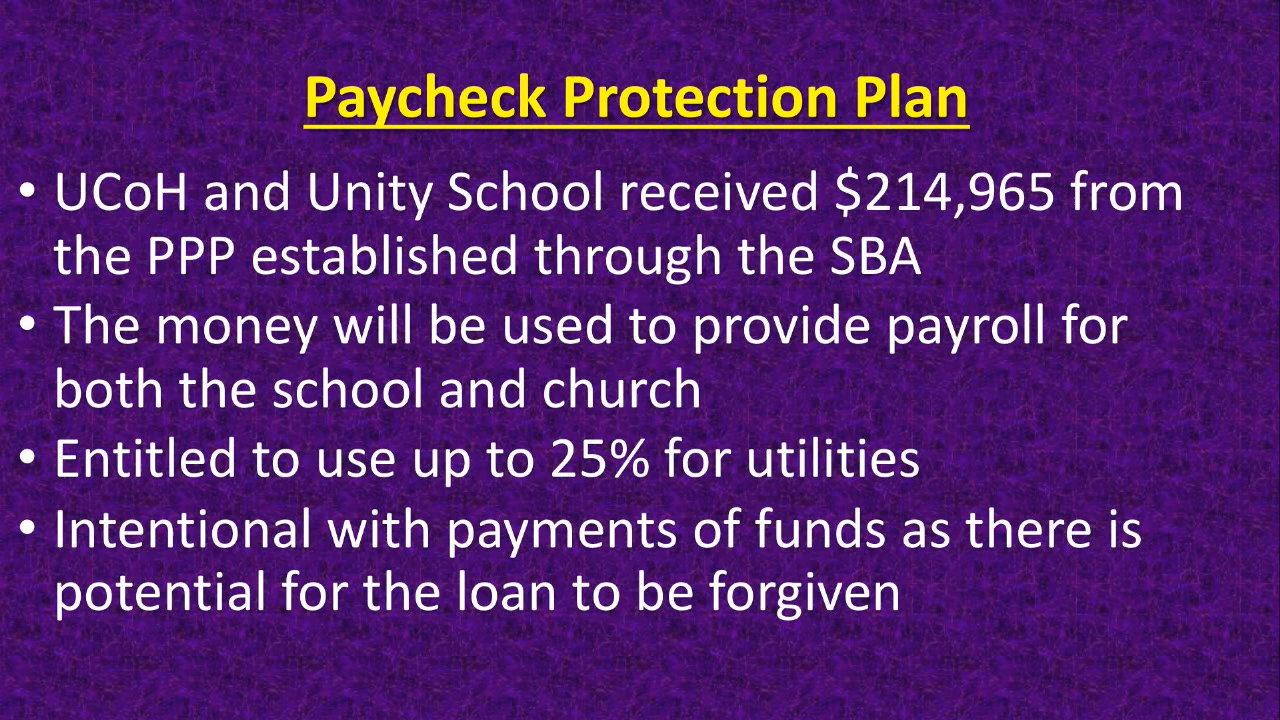 Paycheck Protection Plan
• UCoH and Unity School received $214,965 from
the PPP established through the SBA
• The money will be used to provide payroll for
both the school and church
• Entitled to use up to 25% for utilities
• Intentional with payments of funds as there is
potential for the loan to be forgiven